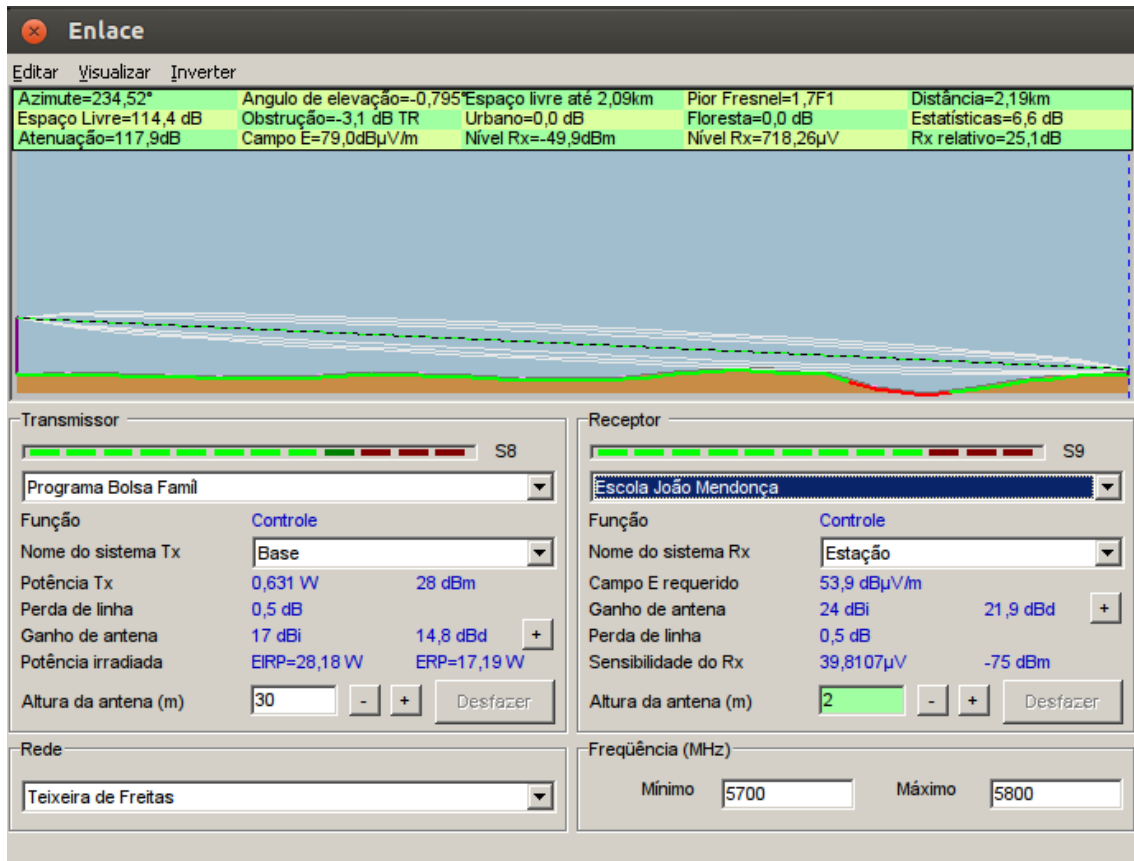 Enlace
Editar Visualizar Inverter
Azimute=234,52° Angulo de elevação=-0,795° Espaço livre até 2,09km Pior Fresnel=1,7F1 Distância=2,19km
Espaço Livre=114,4 dB Obstrução=-3,1 dB TR Urbano=0,0 dB Floresta=0,0 dB Estatísticas=6,6 dB
Atenuação=117,9dB Campo E=79,0dBµV/m Nível Rx=-49,9dBm Nível Rx=718,26µV Rx relativo=25,1dB
Transmissor
S8
Programa Bolsa Famíl
Função Controle
Nome do sistema Tx Base
Potência Tx 0,631 W 28 dBm
Perda de linha 0,5 dB
Ganho de antena 17 dBi 14,8 dBd +
Potência irradiada EIRP=28,18 W ERP=17,19 W
Altura da antena (m) 30 - + Desfazer
Receptor
S9
Escola João Mendonça
Função Controle
Nome do sistema Rx Estação
Campo E requerido 53,9 dBµV/m
Ganho de antena 24 dBi 21,9 dBd +
Perda de linha 0,5 dB
Sensibilidade do Rx 39,8107µV -75 dBm
Altura da antena (m) 2 - + Desfazer
Rede
Teixeira de Freitas
Freqüência (MHz)
Mínimo 5700 Máximo 5800